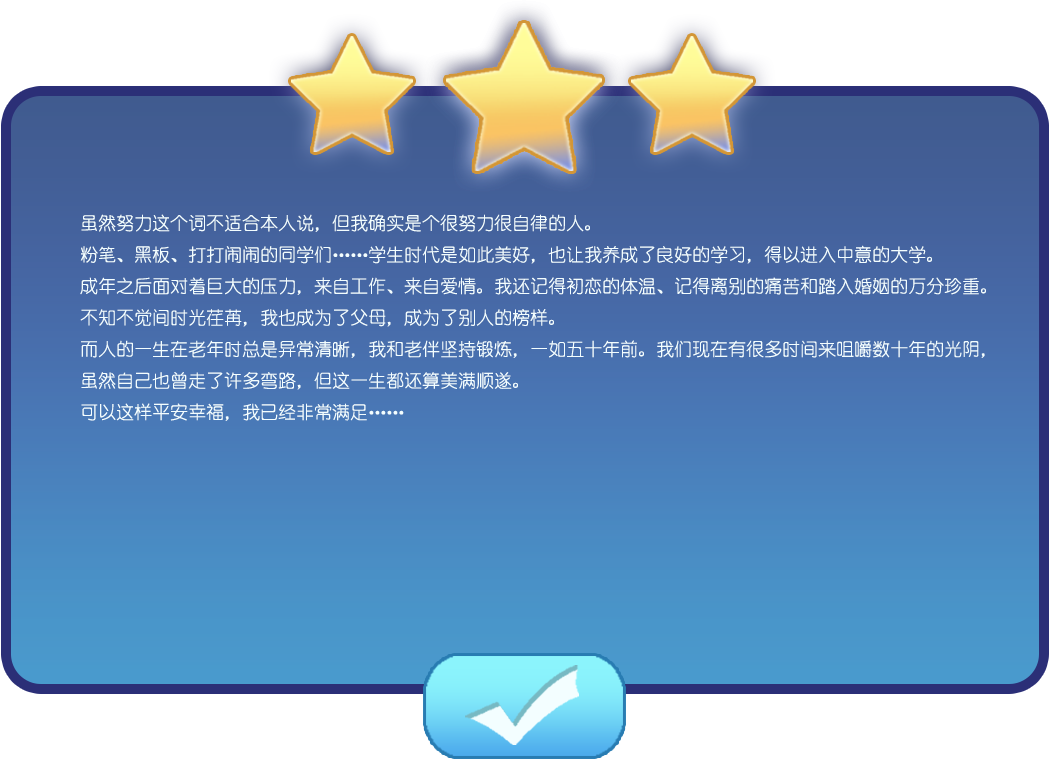 虽然努力这个词不适合本人说，但我确实是个很努力很自律的人。
粉笔、黑板、打打闹闹的同学们……学生时代是如此美好，也让我养成了良好的学习，得以进入中意的大学。
成年之后面对着巨大的压力，来自工作、来自爱情。我还记得初恋的体温、记得离别的痛苦和踏入婚姻的万分珍重。
不知不觉间时光荏苒，我也成为了父母，成为了别人的榜样。
而人的一生在老年时总是异常清晰，我和老伴坚持锻炼，一如五十年前。我们现在有很多时间来咀嚼数十年的光阴，
虽然自己也曾走了许多弯路，但这一生都还算美满顺遂。
可以这样平安幸福，我已经非常满足……